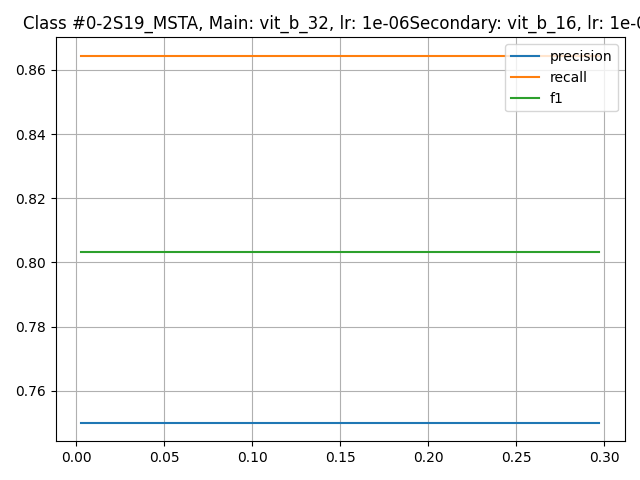 Class #0-2S19_MSTA, Main: vit_b_32, lr: 1e-06Secondary: vit_b_16, lr: 1e-0
precision
recall
f1
0.86
0.84
0.82
0.80
0.78
0.76
0.00 0.05 0.10 0.15 0.20 0.25 0.30